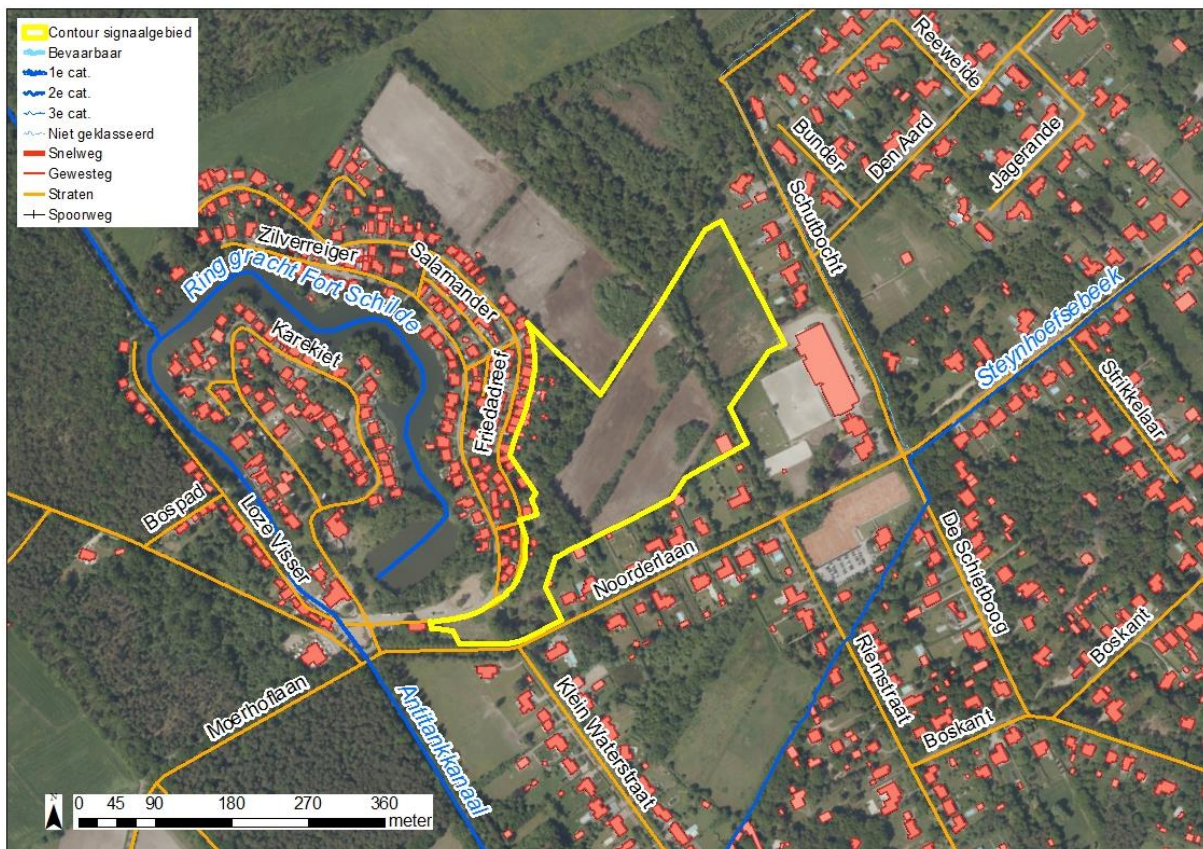 Contour signaalgebied
Bevaarbaar
1e cat.
2e cat.
3e cat.
Niet geklasseerd
Snelweg
Gewesteg
Straten
Spoorweg
Reeweide
Bunder
Den Aard
Jagerande
Schutbocht
Zilverreiger
Salamander
Ring gracht Fort Schilde
Karekiet
Friedadreef
Steynhoefsebeek
Strikkelaar
Bospad
Loze Visser
Noorderlaan
De Schietboog
Boskant
Riemstraat
Boskant
Moerhoflaan
Antitankkanaal
Klein Waterstraat
N
0 45 90 180 270 360
meter